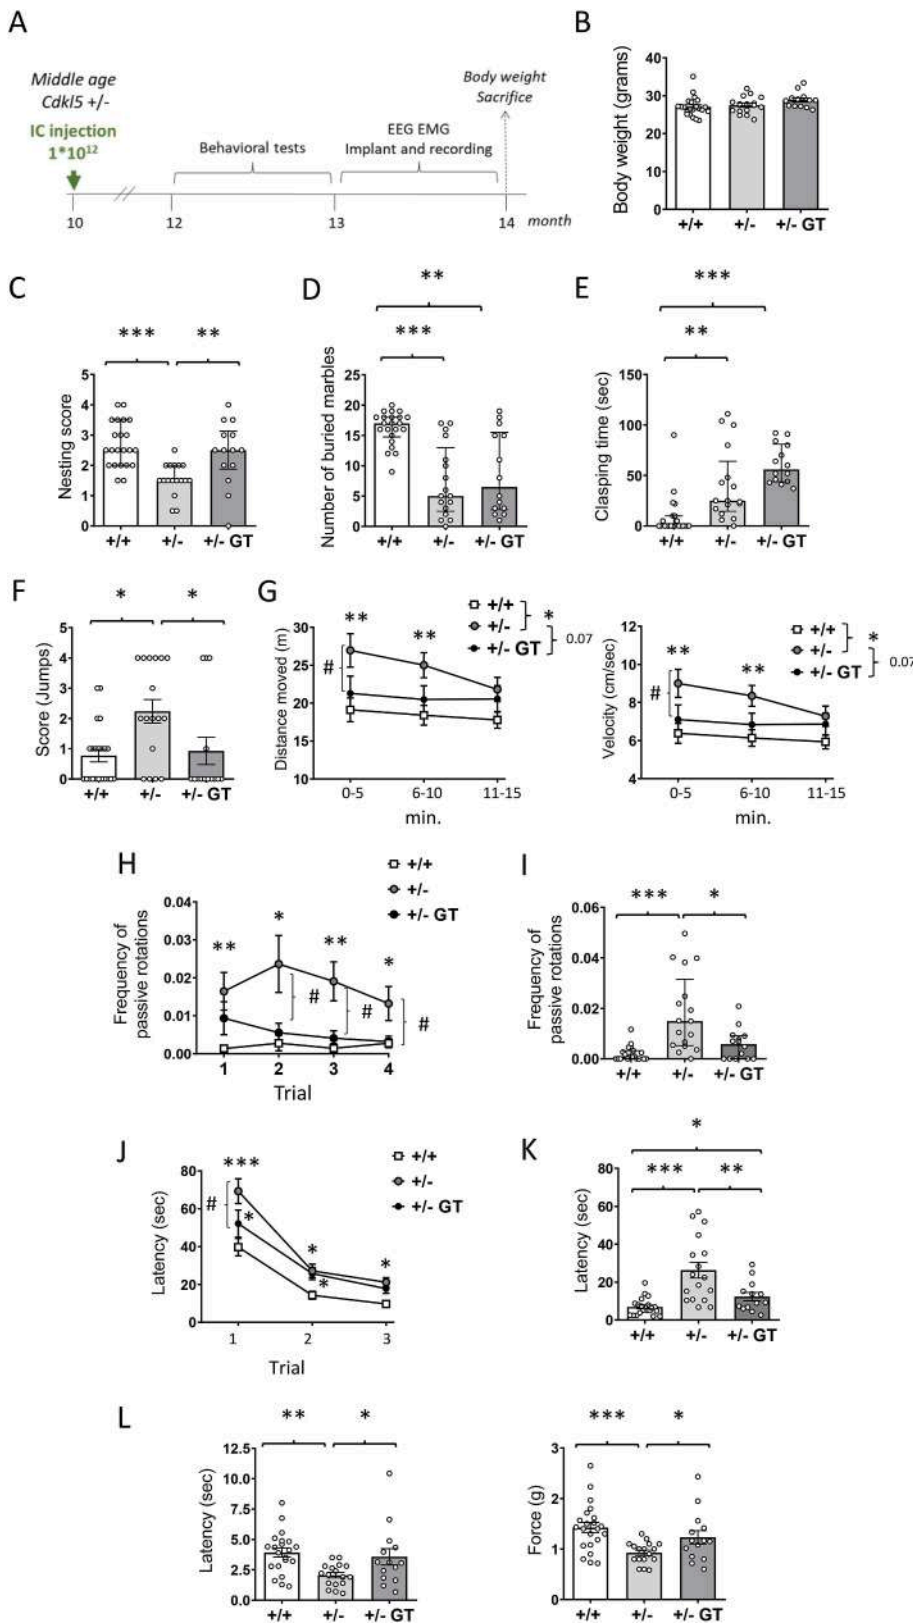 A
Middle age
Cdkl5 +/-
IC injection
1*10¹²
Behavioral tests
EEG EMG
Implant and recording
Body weight
Sacrifice
10
12
13
14
month
B
Body weight (grams)
40
30
20
10
0
+/+
+/-
+/- GT
C
***
**
Nesting score
5
4
3
2
1
0
+/+
+/-
+/- GT
D
**
***
Number of buried marbles
25
20
15
10
5
0
+/+
+/-
+/- GT
E
***
**
Clasping time (sec)
150
100
50
0
+/+
+/-
+/- GT
F
*
*
Score (Jumps)
5
4
3
2
1
0
+/+
+/-
+/- GT
G
+/+
+/-
+/- GT
*
0.07
**
**
#
Distance moved (m)
30
25
20
15
10
0-5
6-10
11-15
min.
+/+
+/-
+/- GT
*
0.07
**
**
#
Velocity (cm/sec)
12
10
8
6
4
0-5
6-10
11-15
min.
H
+/+
+/-
+/- GT
**
*
**
*
#
#
#
Frequency of
passive rotations
0.04
0.03
0.02
0.01
0.00
1
2
3
4
Trial
I
***
*
Frequency of
passive rotations
0.06
0.04
0.02
0.00
+/+
+/-
+/- GT
J
+/+
+/-
+/- GT
***
#
*
*
*
*
Latency (sec)
80
60
40
20
0
1
2
3
Trial
K
*
***
**
Latency (sec)
80
60
40
20
0
+/+
+/-
+/- GT
L
**
*
Latency (sec)
12.5
10.0
7.5
5.0
2.5
0.0
+/+
+/-
+/- GT
***
*
Force (g)
3
2
1
0
+/+
+/-
+/- GT